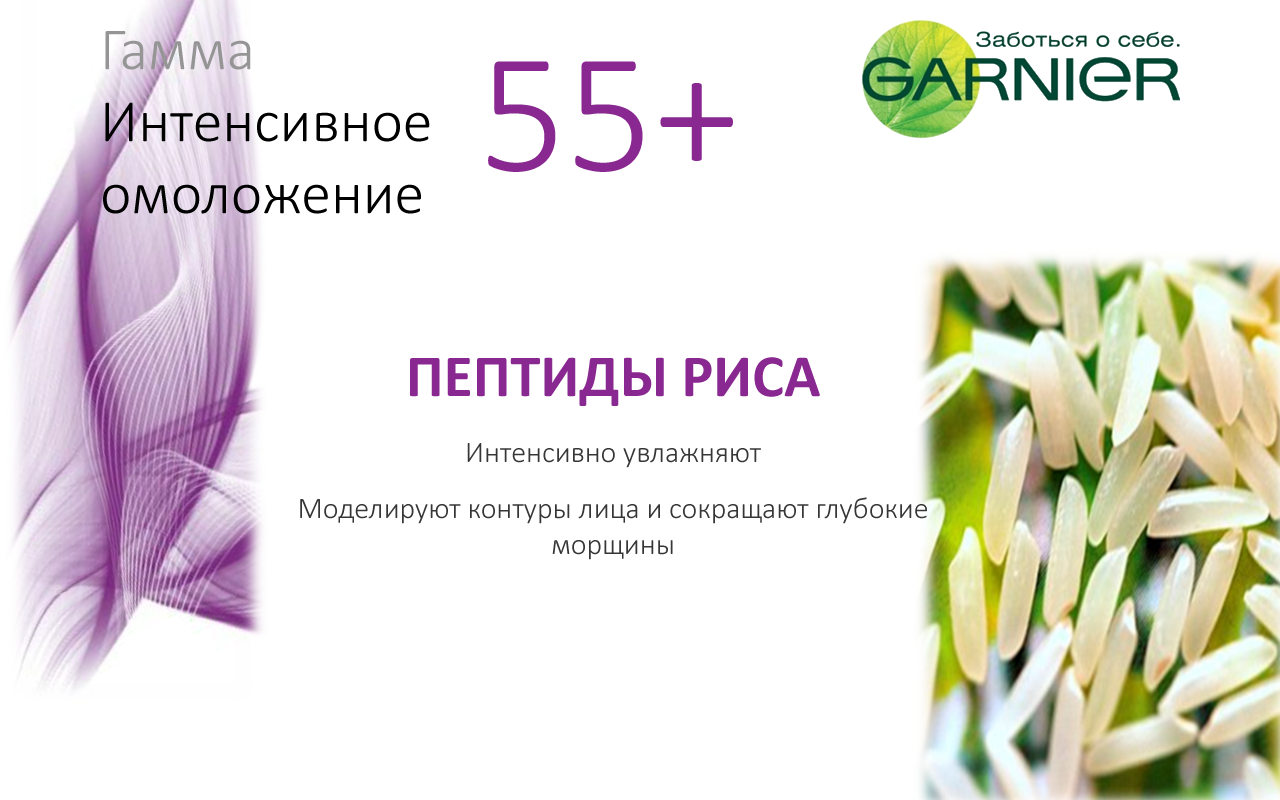 Гамма
Интенсивное
омоложение
55+
Заботься о себе.
GARNIER
ПЕПТИДЫ РИСА
Интенсивно увлажняют
Моделируют контуры лица и сокращают глубокие
морщины